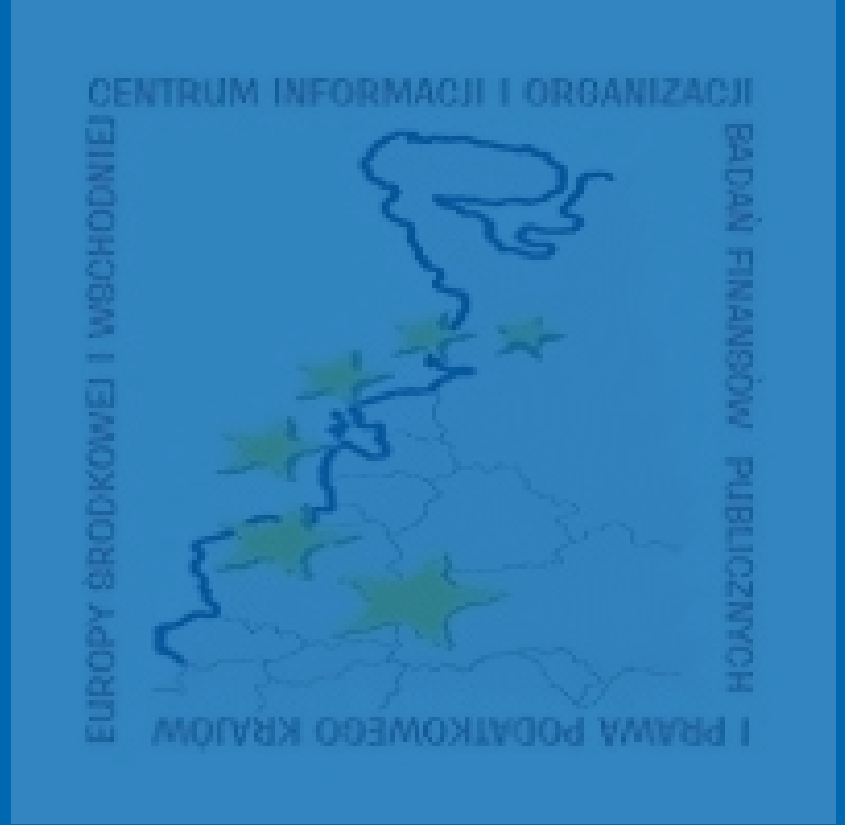 CENTRUM INFORMACJI I ORGANIZACJI
BADAŃ FINANSÓW PUBLICZNYCH
I PRAWA PODATKOWEGO KRAJÓW
EUROPY ŚRODKOWEJ I WSCHODNIEJ